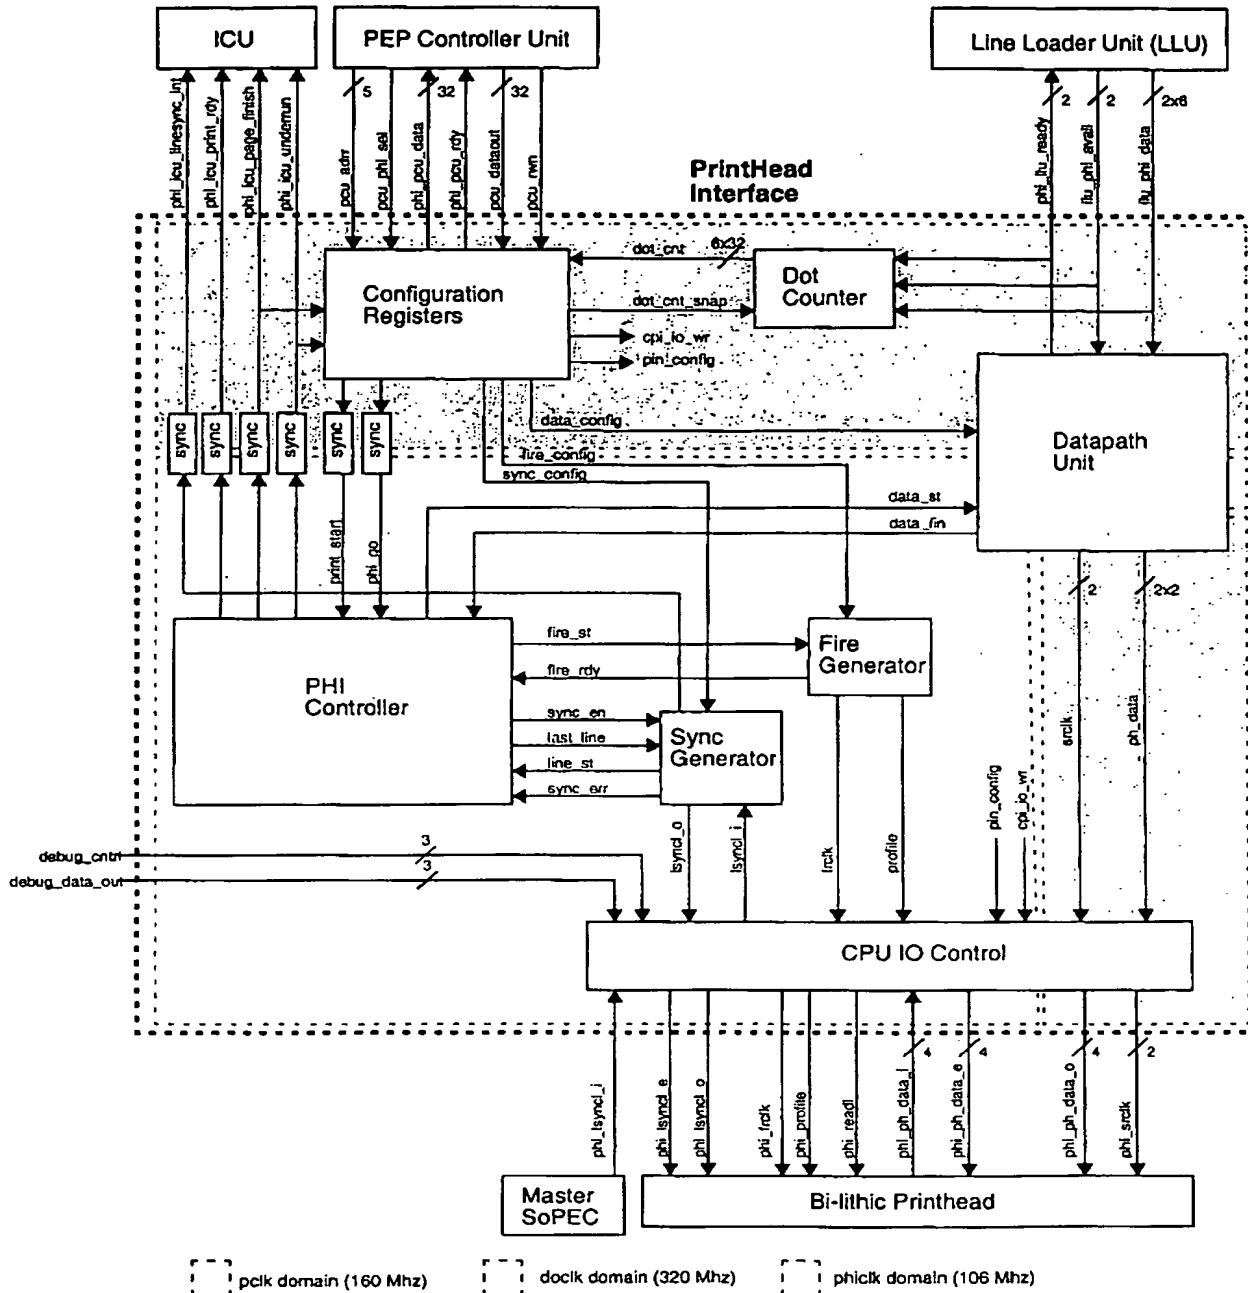 ICU
PEP Controller Unit
Line Loader Unit (LLU)
phi_icu_linesync_int
phi_icu_print_rdy
phi_icu_page_finish
phi_icu_underrun
pcu_adrr
5
pcu_phi_sel
phi_pcu_data
32
phi_pcu_rdy
pcu_dataout
32
pcu_rwn
phi_llu_ready
2
llu_phi_avail
2
llu_phi_data
2x6
PrintHead
Interface
Configuration
Registers
dot_cnt
6x32
dot_cnt_snap
cpi_io_wr
pin_config
Dot
Counter
sync
sync
sync
sync
sync
sync
data_config
fire_config
sync_config
Datapath
Unit
print_start
phi_go
data_st
data_fin
2
2x2
srclk
ph_data
PHI
Controller
fire_st
fire_rdy
Fire
Generator
sync_en
last_line
line_st
sync_err
Sync
Generator
lsyncl_o
lsyncl_i
frclk
profile
pin_config
cpi_io_wr
debug_cntrl
3
debug_data_out
3
CPU IO Control
phi_lsyncl_i
phi_lsyncl_e
phi_lsyncl_o
phi_frclk
phi_profile
phi_readl
phi_ph_data_i
4
phi_ph_data_e
4
phi_ph_data_o
4
phi_srclk
2
Master
SoPEC
Bi-lithic Printhead
pclk domain (160 Mhz)
doclk domain (320 Mhz)
phiclk domain (106 Mhz)